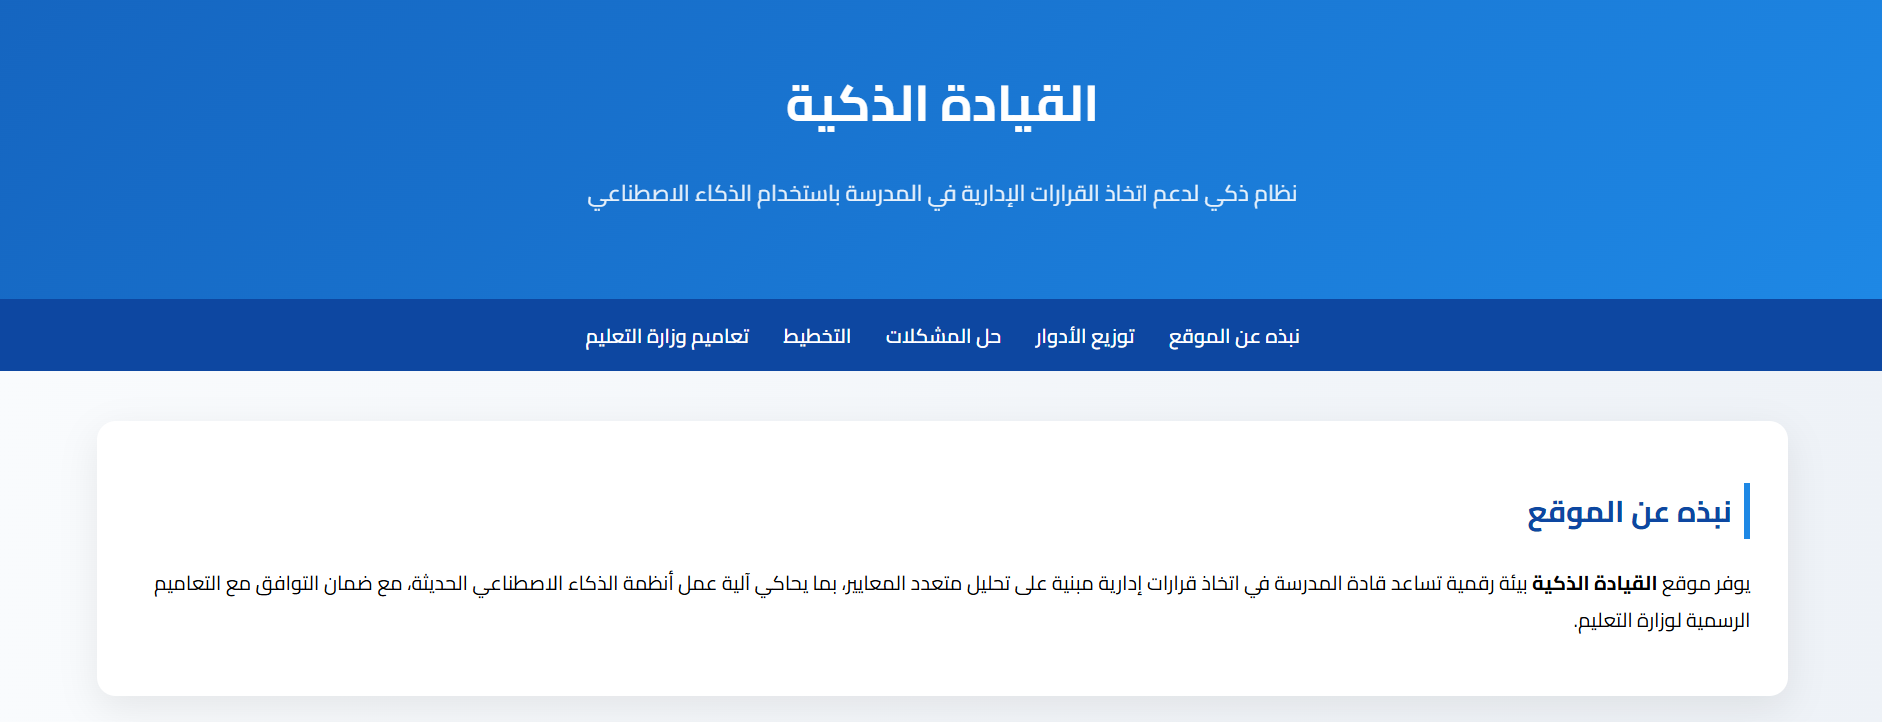 القيادة الذكية
نظام ذكي لدعم اتخاذ القرارات الإدارية في المدرسة باستخدام الذكاء الاصطناعي
نبذه عن الموقع توزيع الأدوار حل المشكلات التخطيط تعاميم وزارة التعليم
نبذه عن الموقع
يوفر موقع القيادة الذكية بيئة رقمية تساعد قادة المدرسة في اتخاذ قرارات إدارية مبنية على تحليل متعدد المعايير، بما يحاكي آلية عمل أنظمة الذكاء الاصطناعي الحديثة، مع ضمان التوافق مع التعاميم
الرسمية لوزارة التعليم.